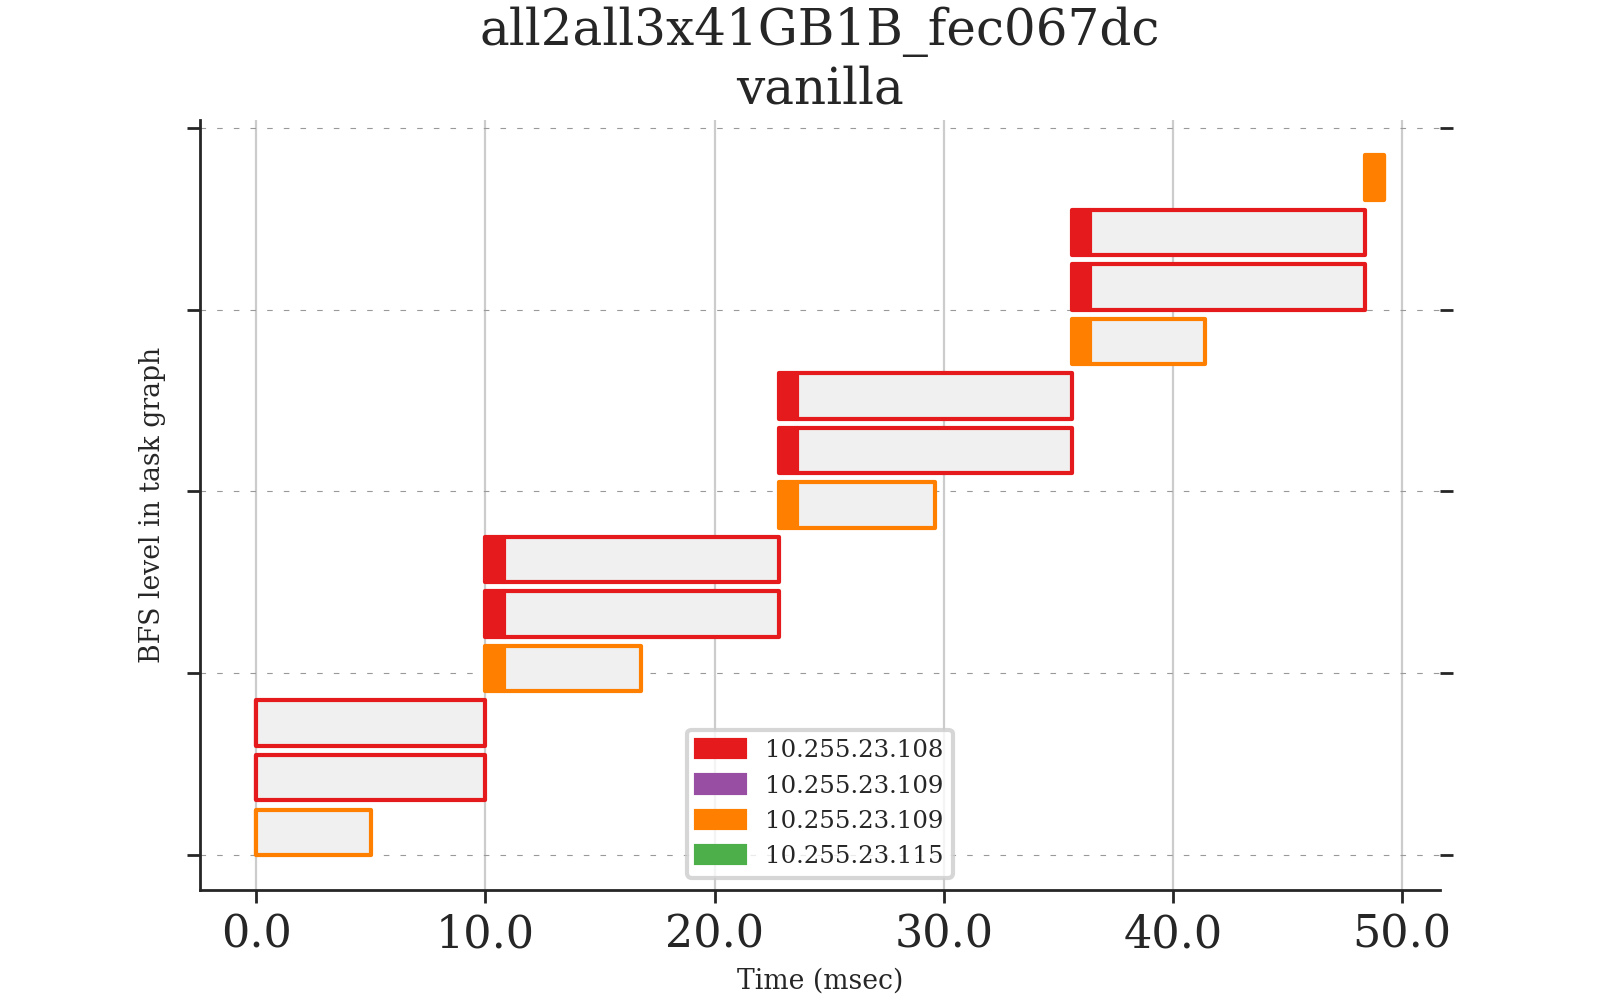 all2all3x41GB1B_fec067dc
vanilla
BFS level in task graph
10.255.23.108
10.255.23.109
10.255.23.109
10.255.23.115
0.0 10.0 20.0 30.0 40.0 50.0
Time (msec)